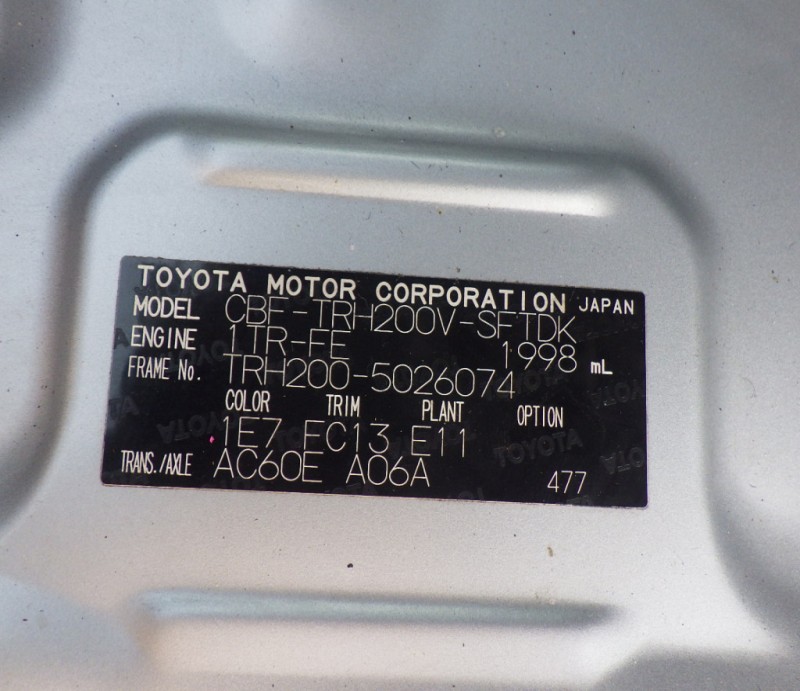 TOYOTA MOTOR CORPORATION JAPAN
MODEL CBF-TRH200V-SFTDK
ENGINE 1TR-FE 1998 mL
FRAME No. TRH200-5026074
COLOR TRIM PLANT OPTION
1E7 FC13 E11
TRANS./AXLE AC60E A06A 477